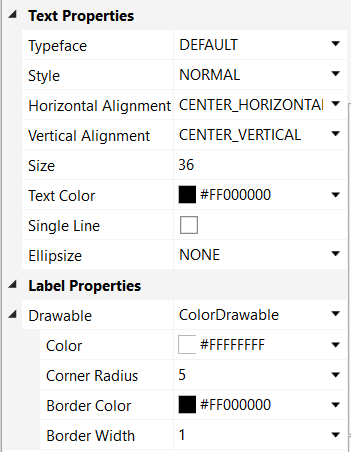 Text Properties
Typeface DEFAULT
Style NORMAL
Horizontal Alignment CENTER_HORIZONTAL
Vertical Alignment CENTER_VERTICAL
Size 36
Text Color #FF000000
Single Line
Ellipsize NONE
Label Properties
Drawable ColorDrawable
Color #FFFFFFFF
Corner Radius 5
Border Color #FF000000
Border Width 1